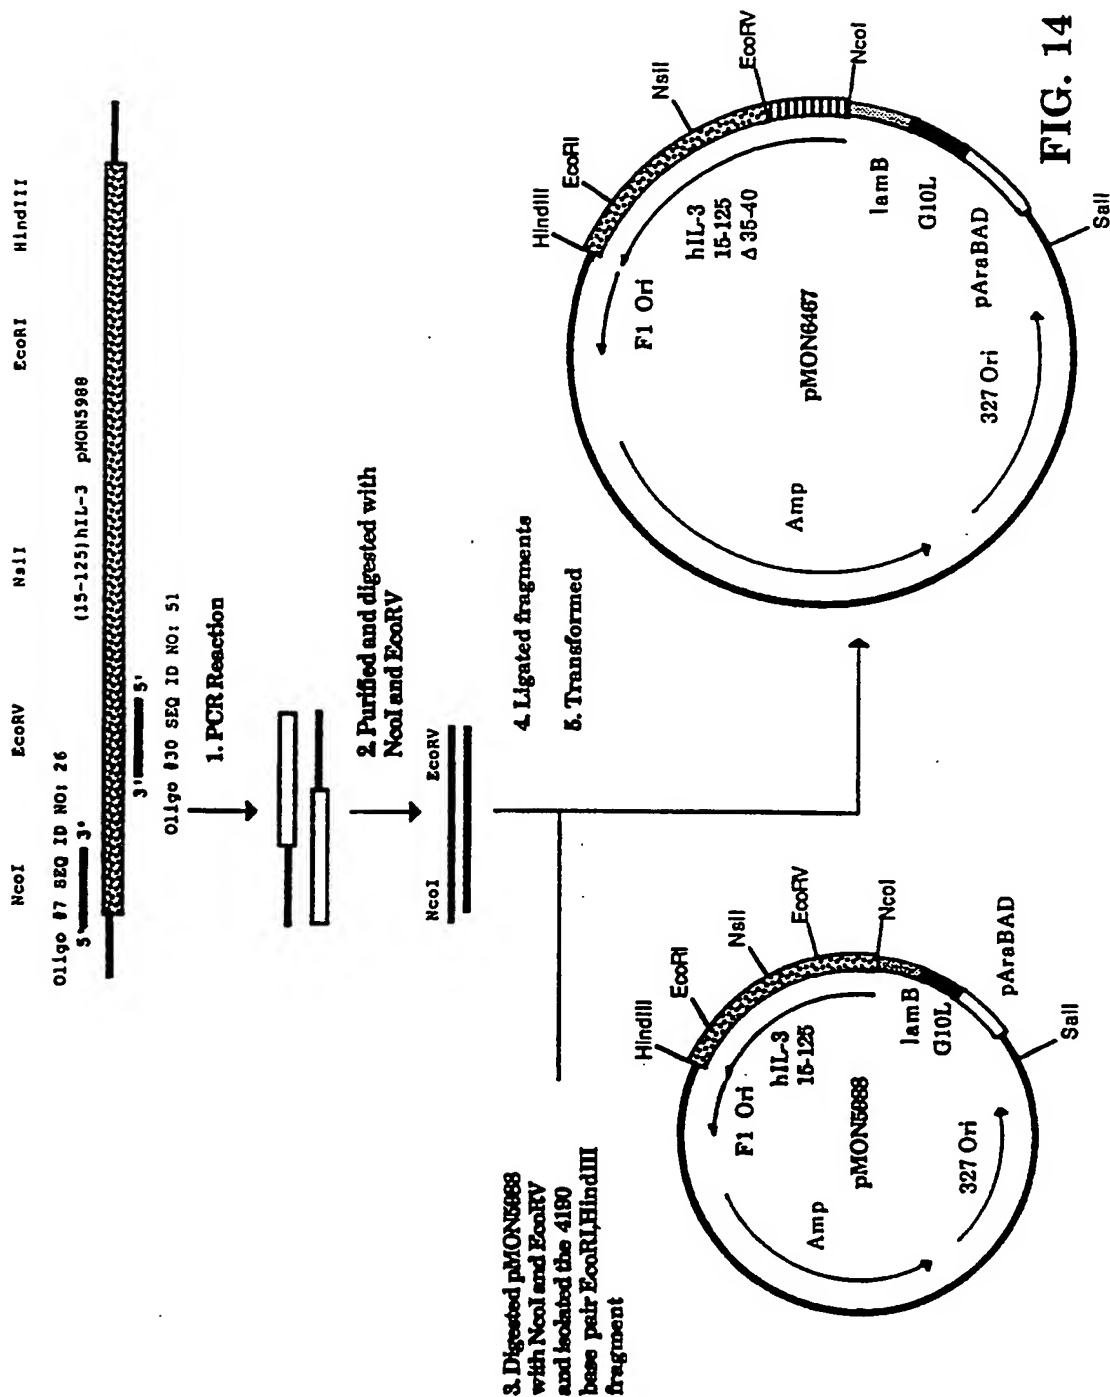 NcoI EcoRV NsiI EcoRI HindIII
Oligo #7 SEQ ID NO: 26
5' 3'
(15-125)hIL-3 pMON5988
3' 5'
Oligo #30 SEQ ID NO: 51
1. PCR Reaction
2. Purified and digested with
NcoI and EcoRV
NcoI EcoRV
3. Digested pMON5988
with NcoI and EcoRV
and isolated the 4190
base pair EcoRI,HindIII
fragment
4. Ligated fragments
5. Transformed
HindIII
EcoRI
NsiI
EcoRV
NcoI
F1 Ori
hIL-3
15-125
lamB
G10L
pAraBAD
SalI
pMON5988
Amp
327 Ori
HindIII
EcoRI
NsiI
EcoRV
NcoI
F1 Ori
hIL-3
15-125
Δ 35-40
lamB
G10L
pAraBAD
SalI
pMON6467
Amp
327 Ori
FIG. 14